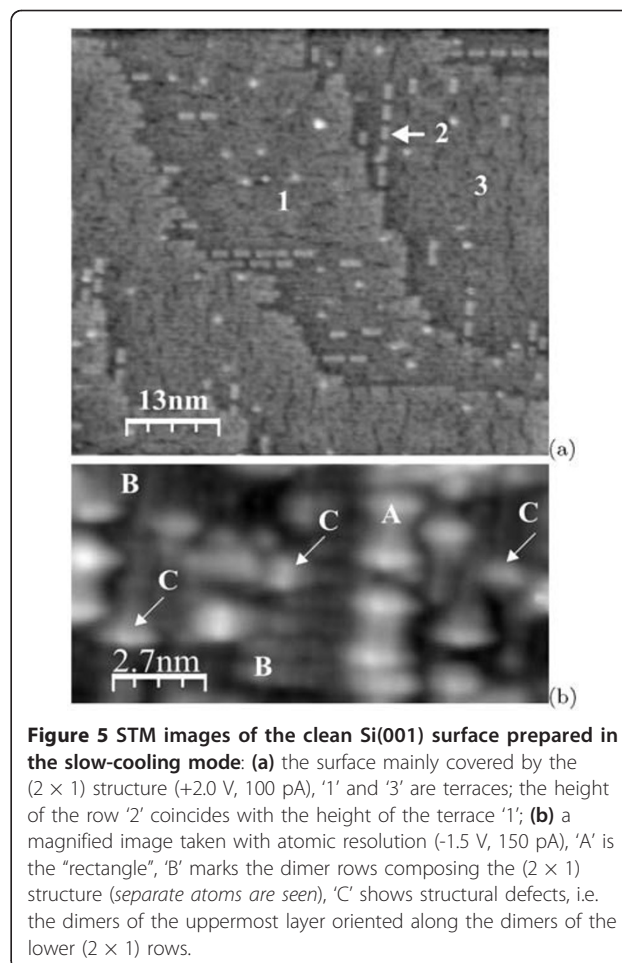 2
1
3
13nm
(a)
B
A
C
C
C
2.7nm
B
(b)
Figure 5 STM images of the clean Si(001) surface prepared in
the slow-cooling mode: (a) the surface mainly covered by the
(2 × 1) structure (+2.0 V, 100 pA), ‘1’ and ‘3’ are terraces; the height
of the row ‘2’ coincides with the height of the terrace ‘1’; (b) a
magnified image taken with atomic resolution (-1.5 V, 150 pA), ‘A’ is
the “rectangle”, ‘B’ marks the dimer rows composing the (2 × 1)
structure (separate atoms are seen), ‘C’ shows structural defects, i.e.
the dimers of the uppermost layer oriented along the dimers of the
lower (2 × 1) rows.